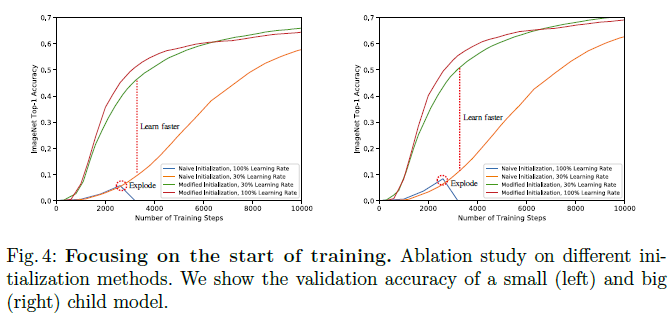 0.7
0.6
0.5
0.4
0.3
0.2
0.1
0.0
ImageNet Top-1 Accuracy
Learn faster
Explode
Naive Initialization, 100% Learning Rate
Naive Initialization, 30% Learning Rate
Modified Initialization, 30% Learning Rate
Modified Initialization, 100% Learning Rate
0 2000 4000 6000 8000 10000
Number of Training Steps
0.7
0.6
0.5
0.4
0.3
0.2
0.1
0.0
ImageNet Top-1 Accuracy
Learn faster
Explode
Naive Initialization, 100% Learning Rate
Naive Initialization, 30% Learning Rate
Modified Initialization, 30% Learning Rate
Modified Initialization, 100% Learning Rate
0 2000 4000 6000 8000 10000
Number of Training Steps
Fig. 4: Focusing on the start of training. Ablation study on different ini-
tialization methods. We show the validation accuracy of a small (left) and big
(right) child model.